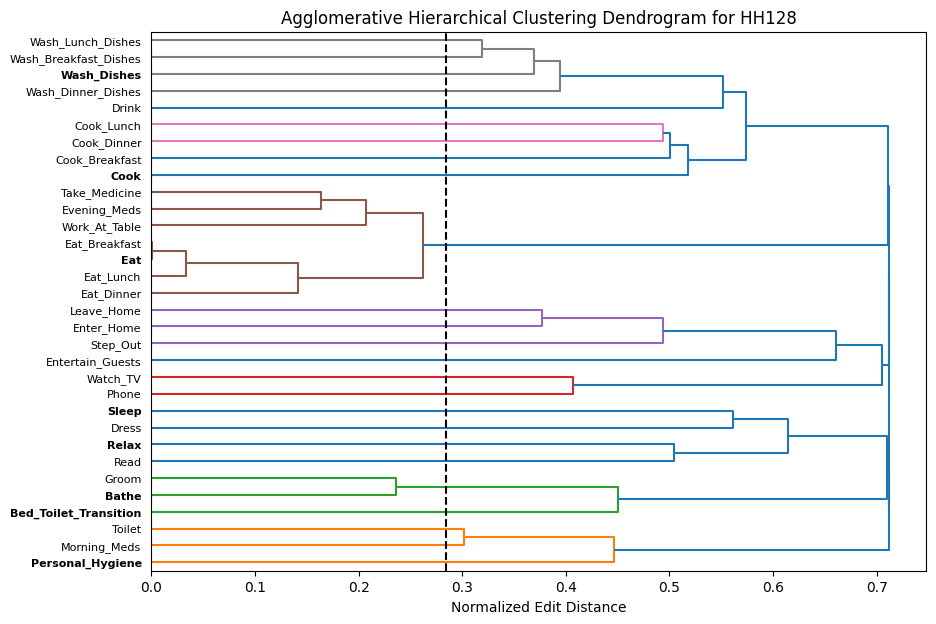 Agglomerative Hierarchical Clustering Dendrogram for HH128
Wash_Lunch_Dishes
Wash_Breakfast_Dishes
Wash_Dishes
Wash_Dinner_Dishes
Drink
Cook_Lunch
Cook_Dinner
Cook_Breakfast
Cook
Take_Medicine
Evening_Meds
Work_At_Table
Eat_Breakfast
Eat
Eat_Lunch
Eat_Dinner
Leave_Home
Enter_Home
Step_Out
Entertain_Guests
Watch_TV
Phone
Sleep
Dress
Relax
Read
Groom
Bathe
Bed_Toilet_Transition
Toilet
Morning_Meds
Personal_Hygiene
0.0 0.1 0.2 0.3 0.4 0.5 0.6 0.7
Normalized Edit Distance